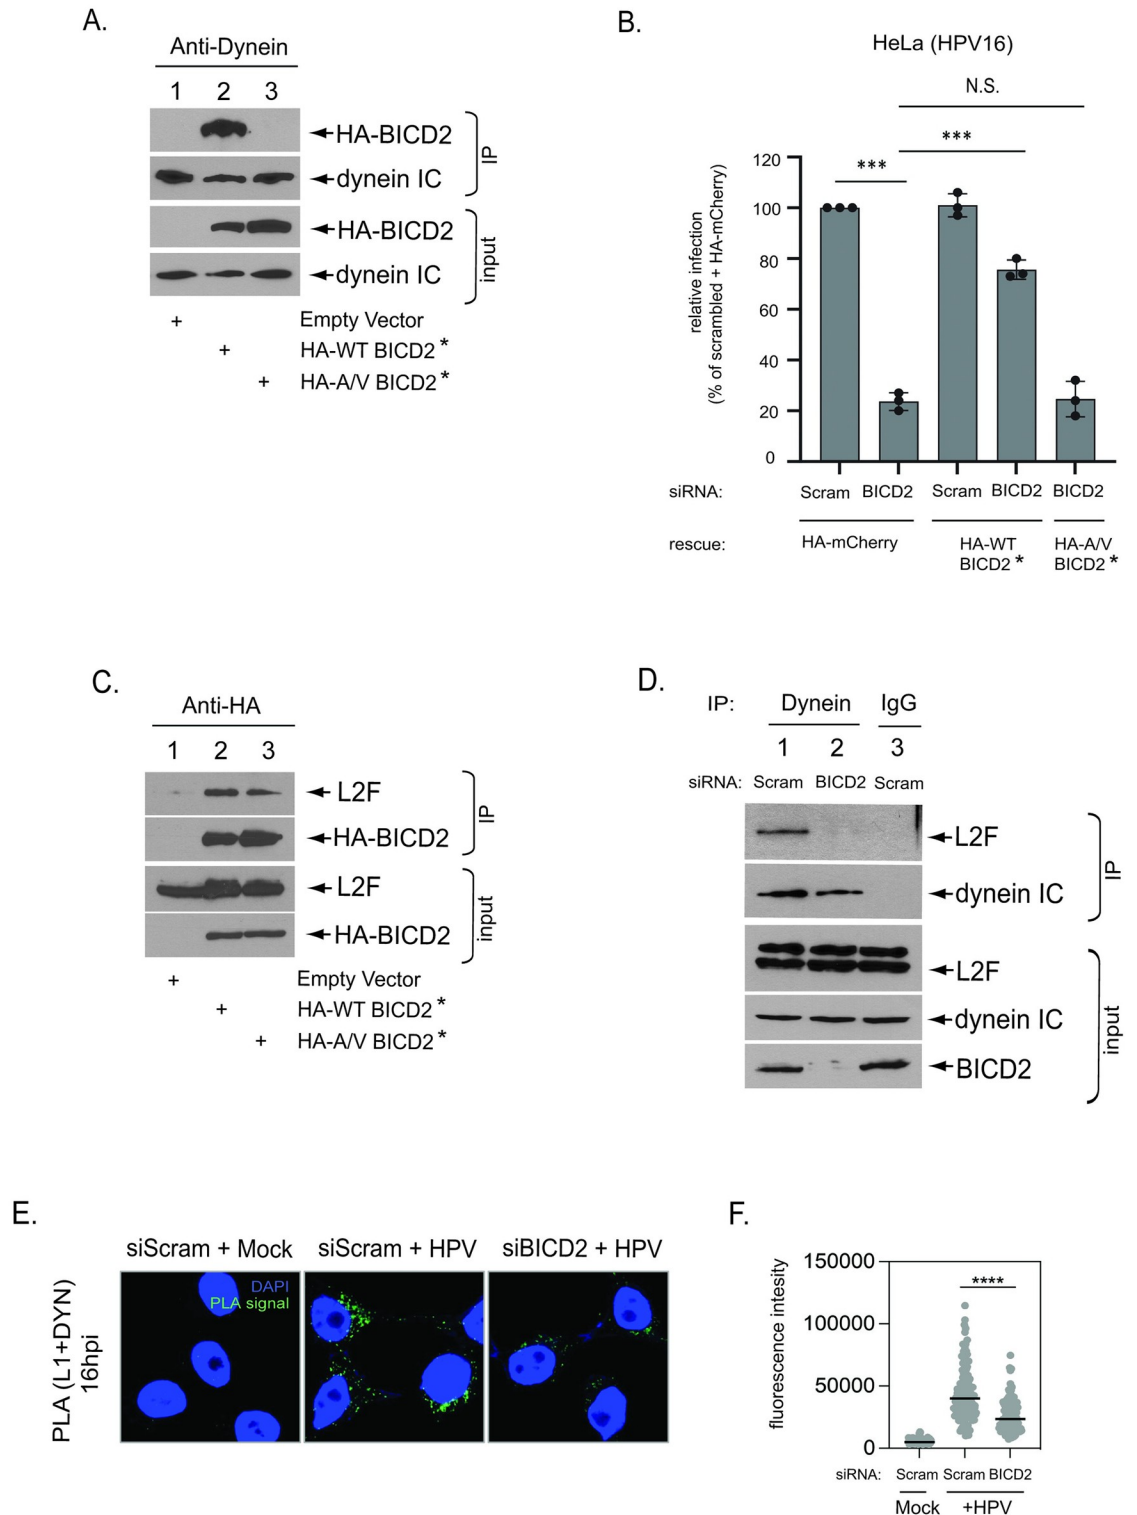 A.
Anti-Dynein
1 2 3
HA-BICD2
dynein IC
IP
HA-BICD2
dynein IC
input
+ Empty Vector
+ HA-WT BICD2*
+ HA-A/V BICD2*
B.
HeLa (HPV16)
N.S.
***
***
relative infection
(% of scrambled + HA-mCherry)
120
100
80
60
40
20
0
siRNA: Scram BICD2 Scram BICD2 BICD2
rescue: HA-mCherry HA-WT BICD2* HA-A/V BICD2*
C.
Anti-HA
1 2 3
L2F
HA-BICD2
IP
L2F
HA-BICD2
input
+ Empty Vector
+ HA-WT BICD2*
+ HA-A/V BICD2*
D.
IP: Dynein IgG
1 2 3
siRNA: Scram BICD2 Scram
L2F
dynein IC
IP
L2F
dynein IC
BICD2
input
E.
siScram + Mock siScram + HPV siBICD2 + HPV
PLA (L1+DYN)
16hpi
DAPI
PLA signal
F.
fluorescence intesity
150000
100000
50000
0
****
siRNA: Scram Scram BICD2
Mock +HPV